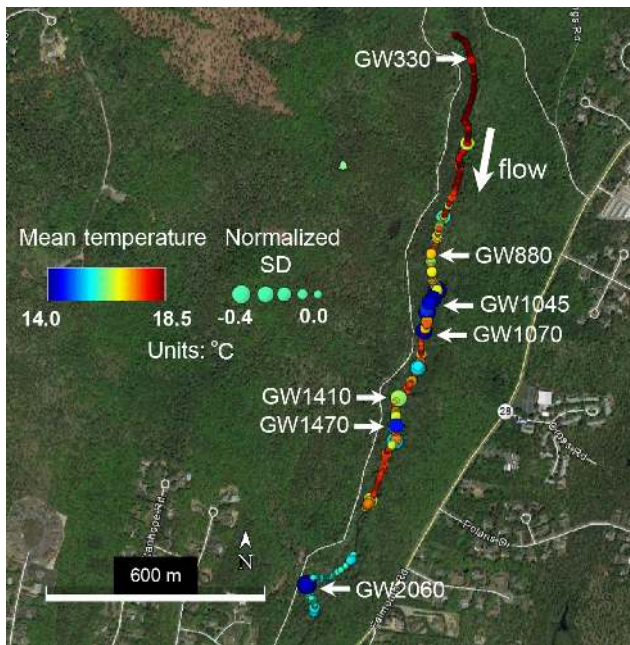 GW330
flow
Mean temperature
Normalized
SD
GW880
14.0
18.5
-0.4
0.0
Units: °C
GW1045
GW1070
GW1410
GW1470
28
N
600 m
GW2060